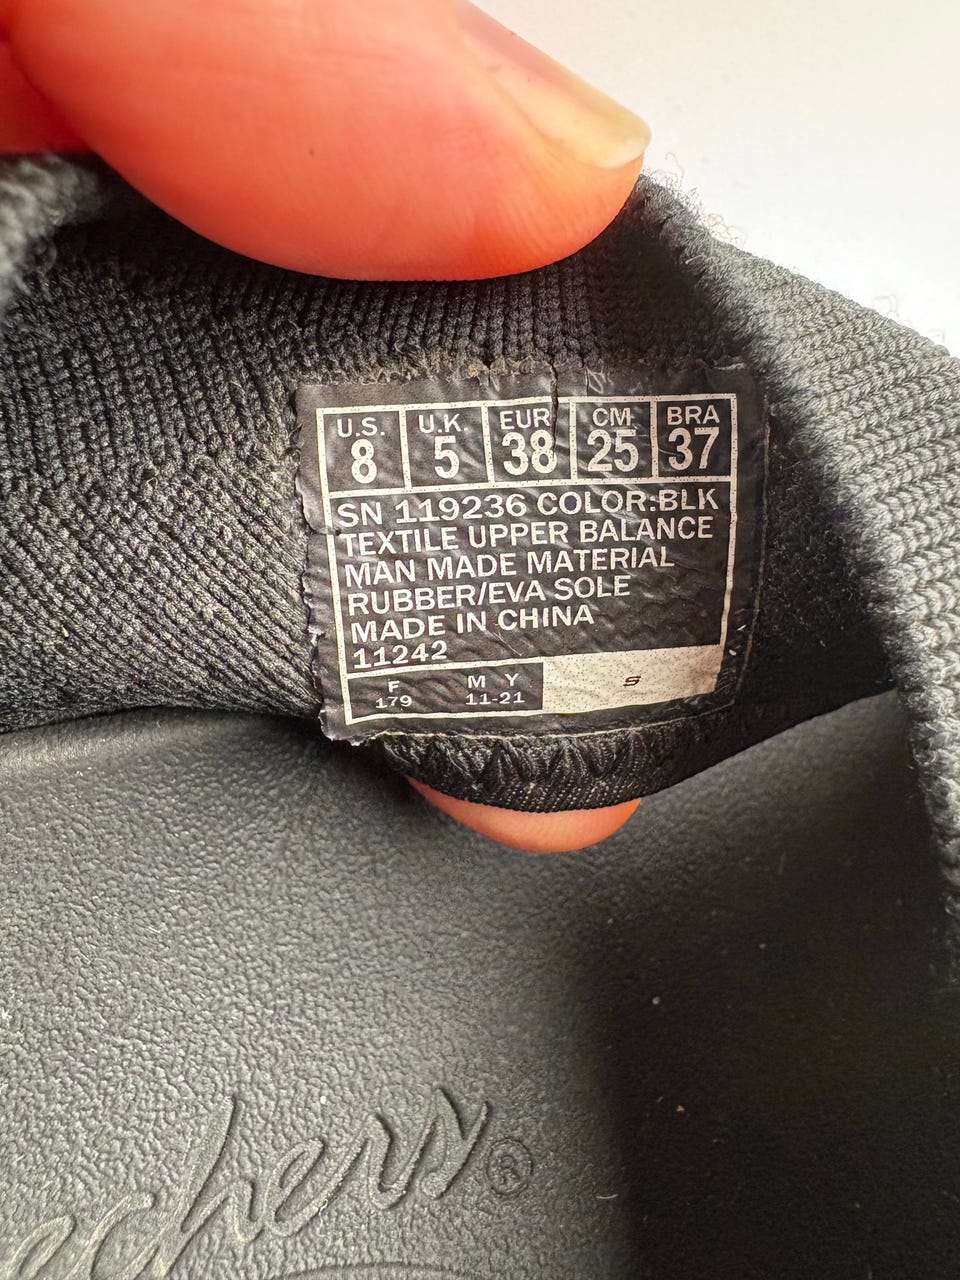 U.S. U.K. EUR CM BRA
8 5 38 25 37
SN 119236 COLOR:BLK
TEXTILE UPPER BALANCE
MAN MADE MATERIAL
RUBBER/EVA SOLE
MADE IN CHINA
11242
F M Y
179 11-21
S
echers®